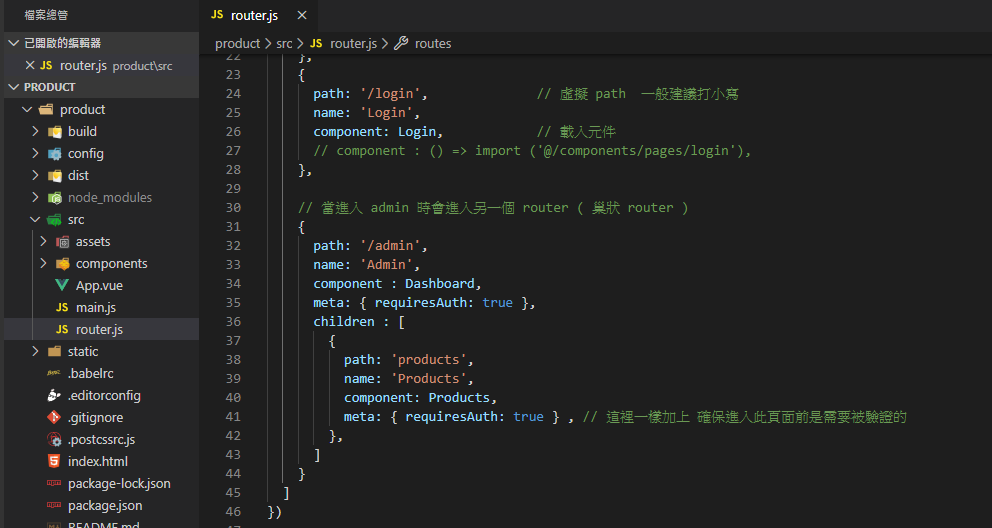 檔案總管
已開啟的編輯器
router.js product\src
PRODUCT
product
build
config
dist
node_modules
src
assets
components
App.vue
JS main.js
JS router.js
static
.babelrc
.editorconfig
.gitignore
.postcssrc.js
index.html
package-lock.json
package.json
README.md
JS router.js
product > src > JS router.js > routes
22 },
23 {
24 path: '/login', // 虛擬 path 一般建議打小寫
25 name: 'Login',
26 component: Login, // 載入元件
27 // component : () => import ('@/components/pages/login'),
28 },
29
30 // 當進入 admin 時會進入另一個 router ( 巢狀 router )
31 {
32 path: '/admin',
33 name: 'Admin',
34 component : Dashboard,
35 meta: { requiresAuth: true },
36 children : [
37 {
38 path: 'products',
39 name: 'Products',
40 component: Products,
41 meta: { requiresAuth: true } , // 這裡一樣加上 確保進入此頁面前是需要被驗證的
42 },
43 ]
44 }
45 ]
46 })